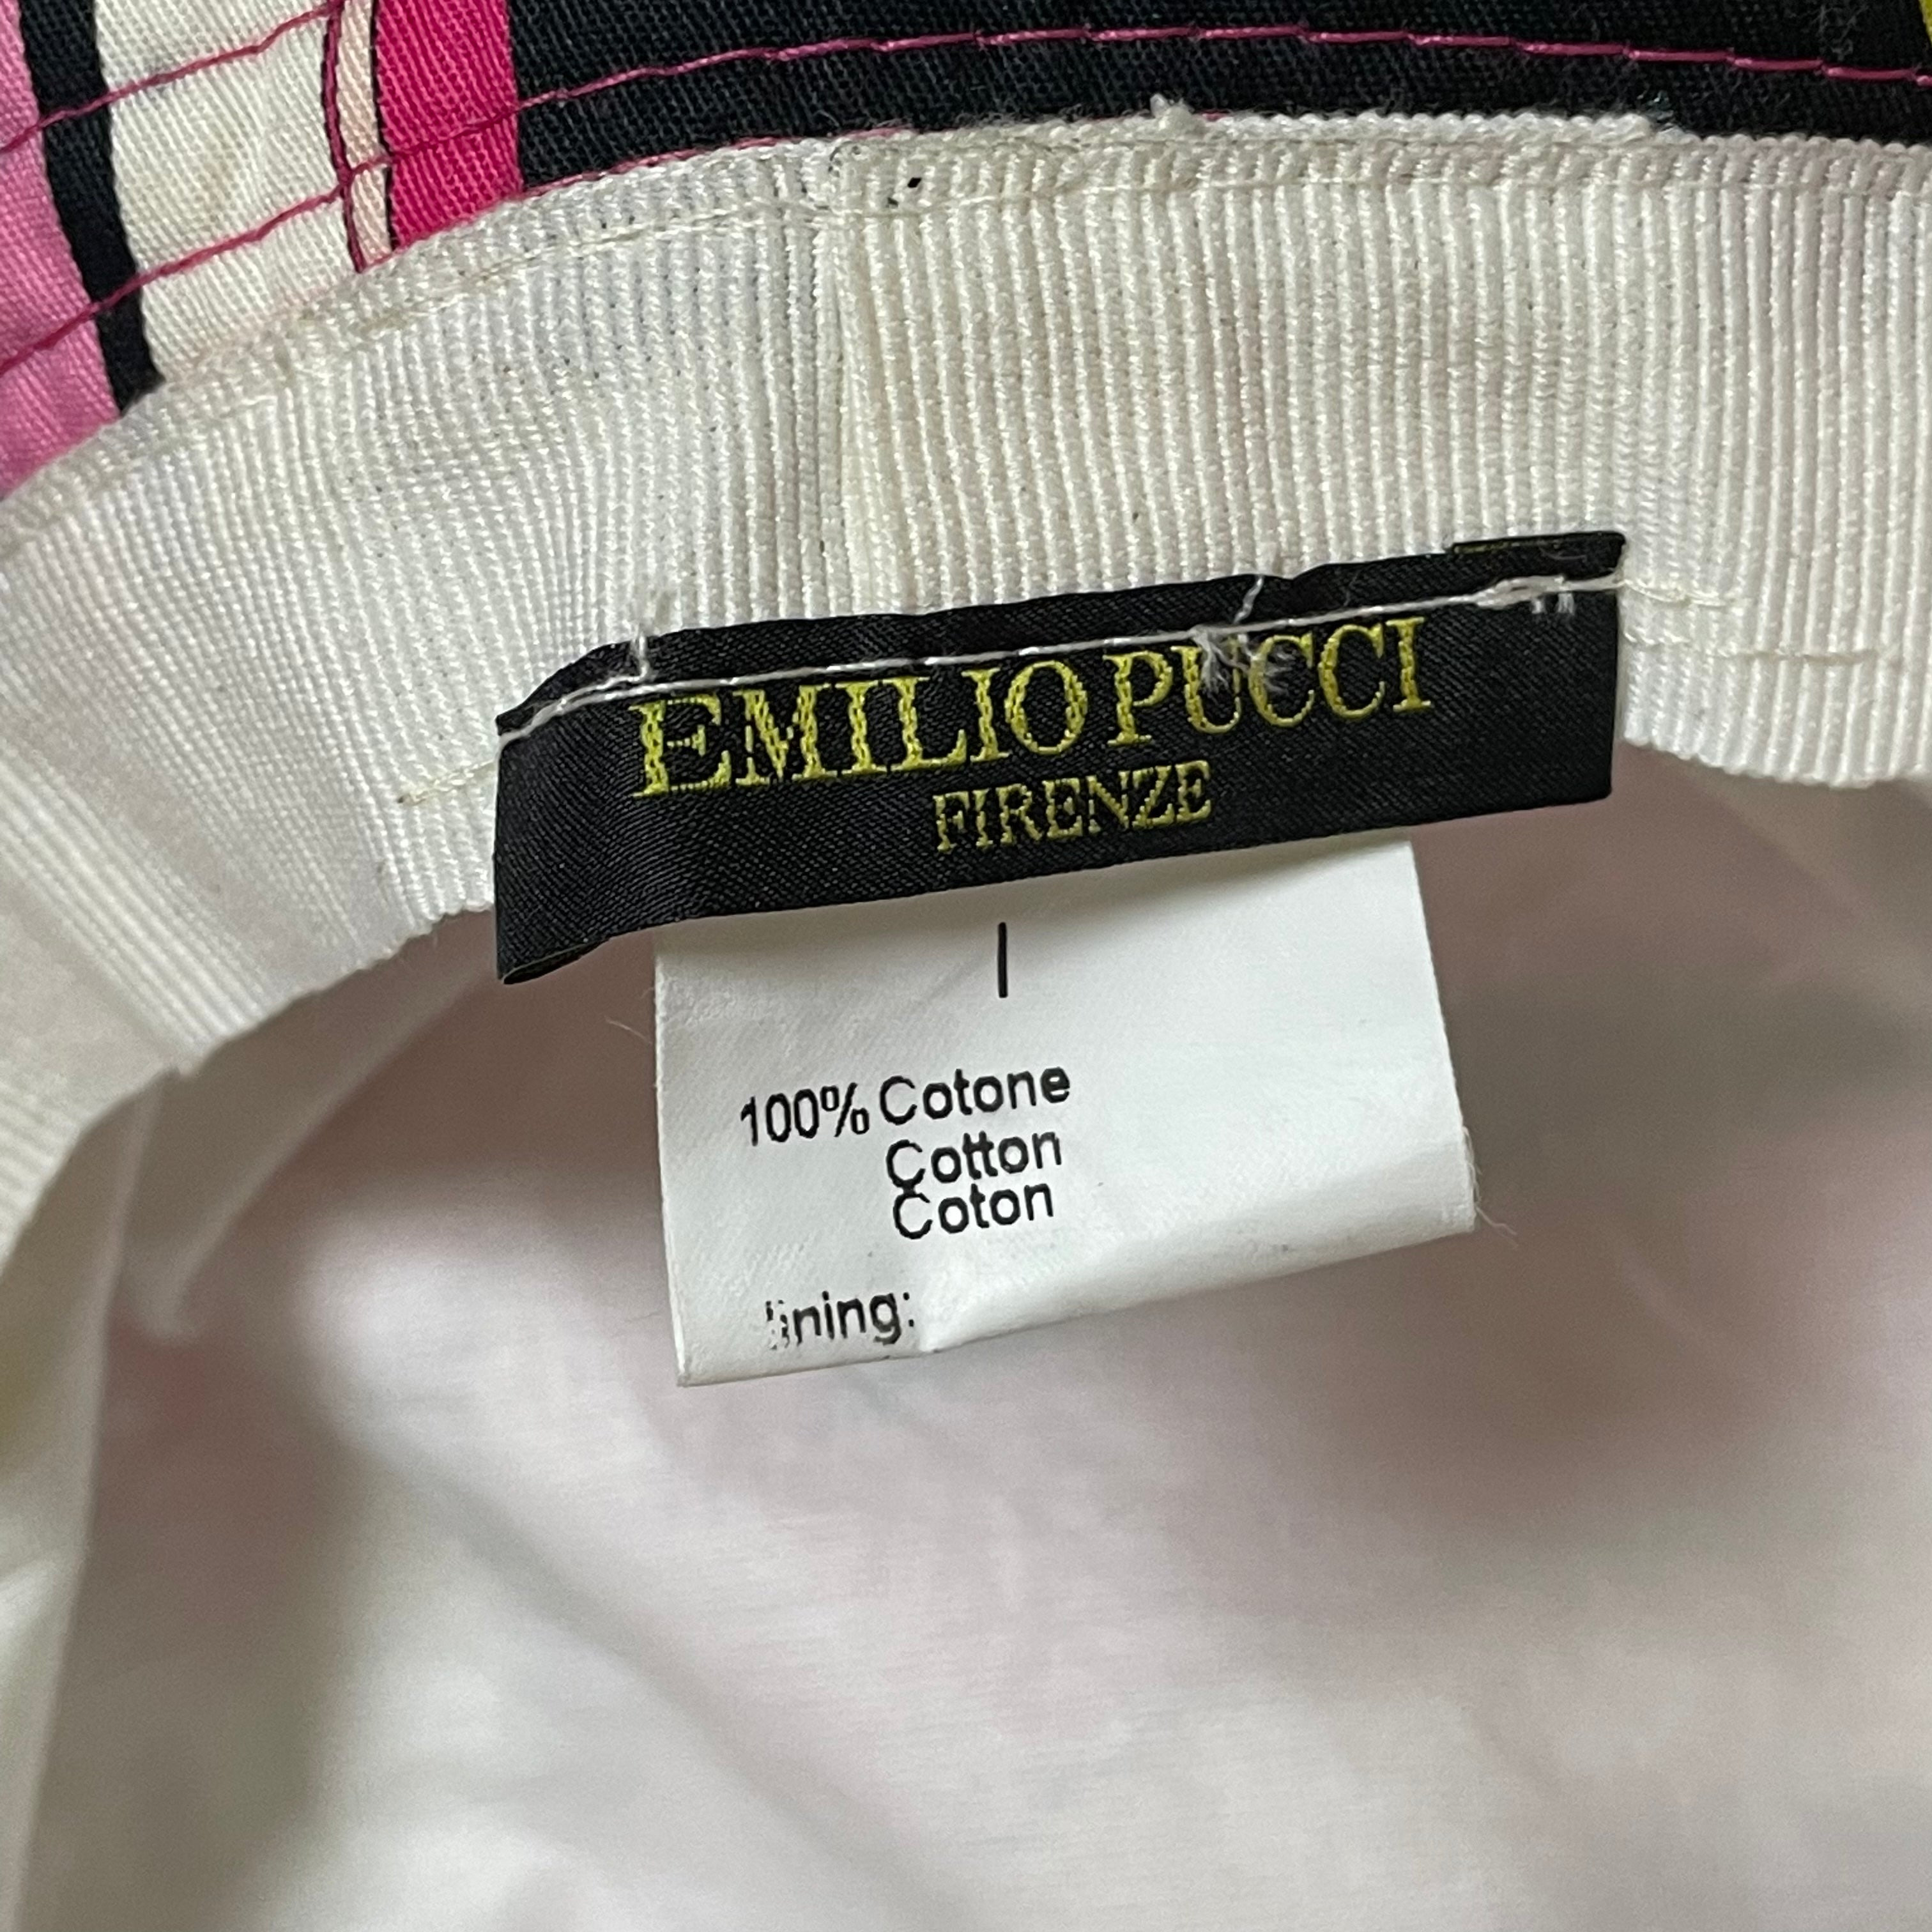 EMILIO PUCCI
FIRENZE
I
100% Cotone
Cotton
Coton
ining: